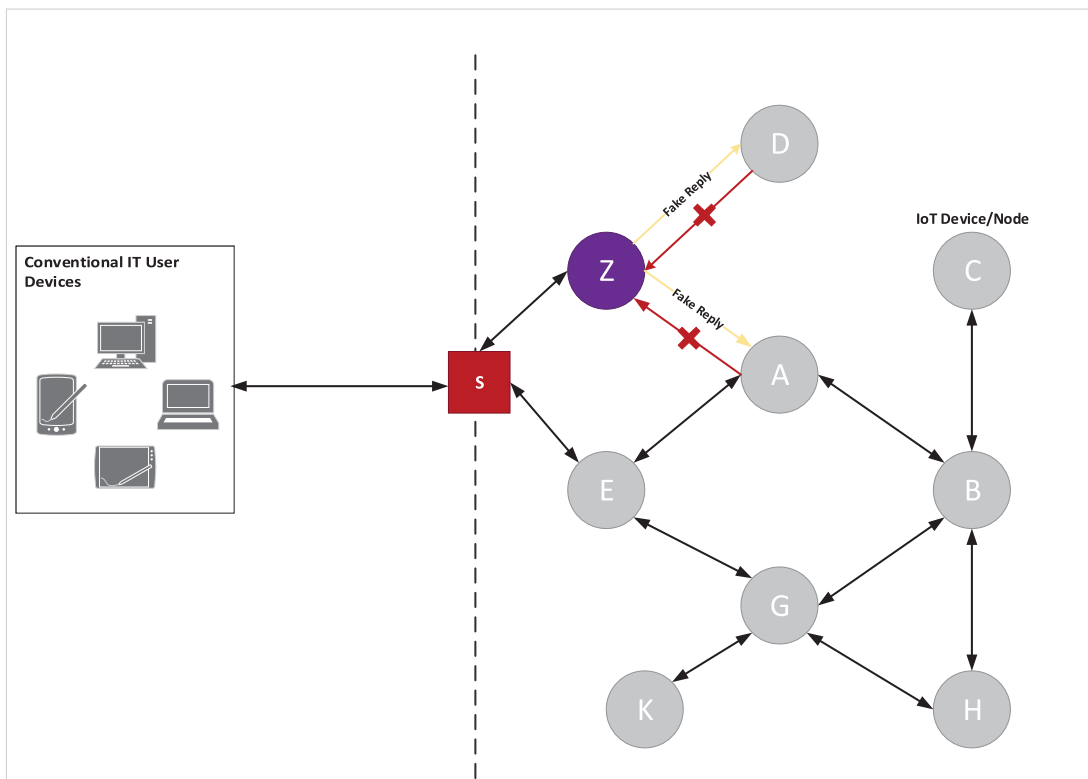 D
Fake Reply
IoT Device/Node
Conventional IT User
Devices
Z
C
Fake Reply
S
A
E
B
G
K
H